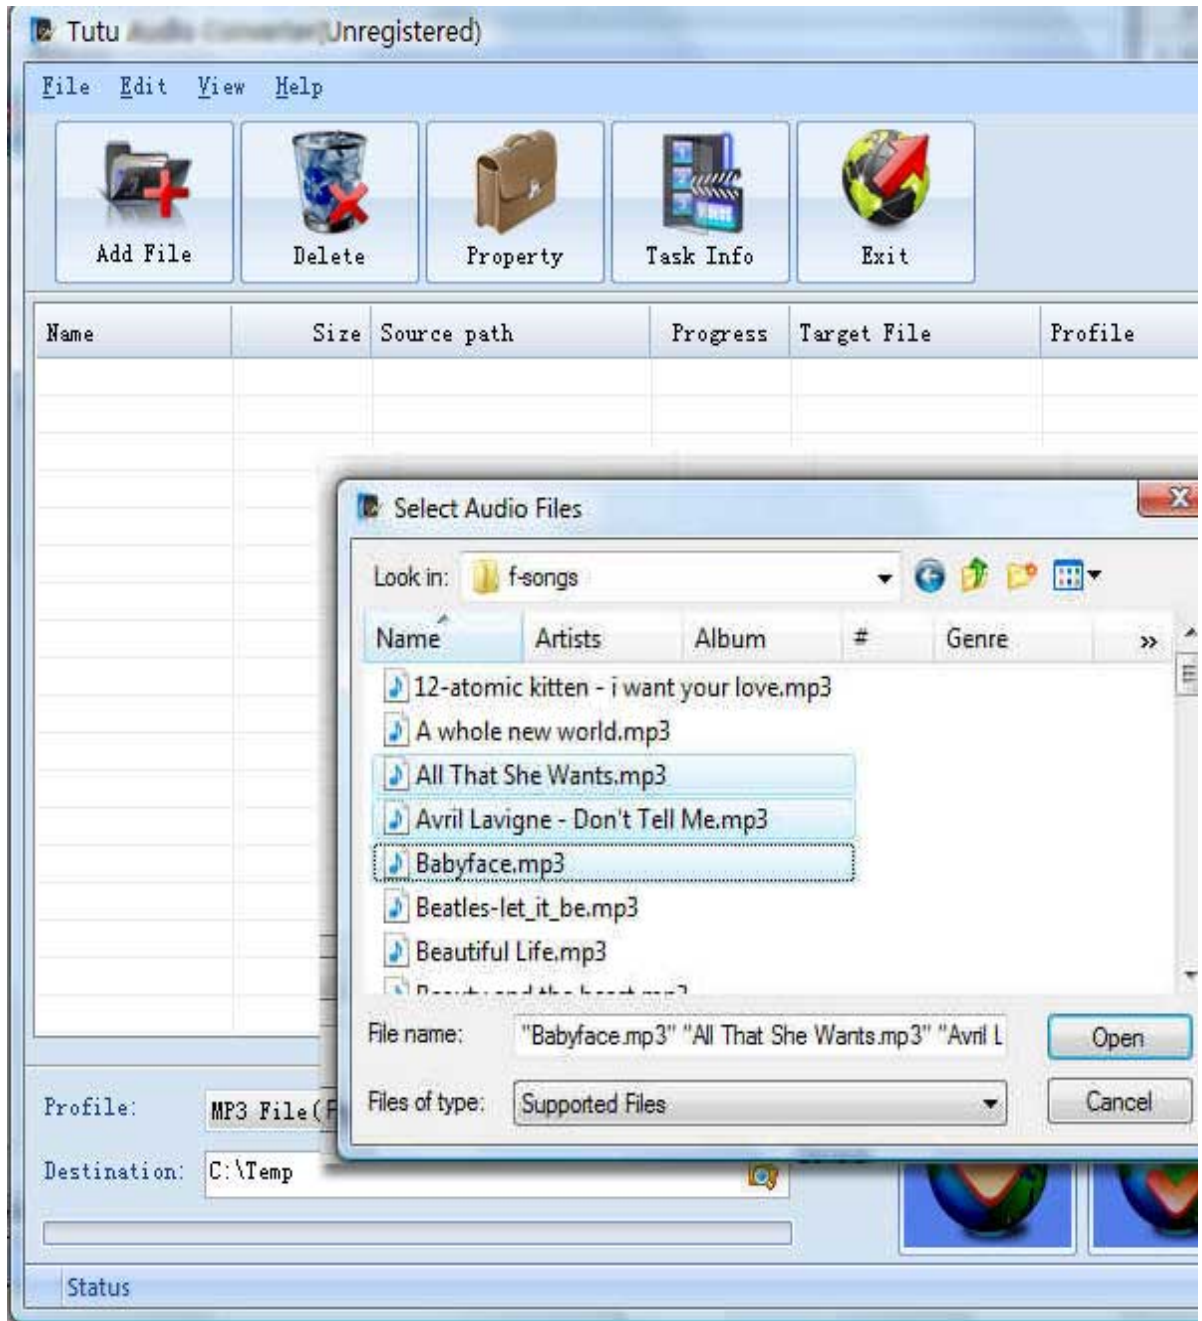 Tutu (Unregistered)
File Edit View Help
Add File Delete Property Task Info Exit
Name Size Source path Progress Target File Profile
Select Audio Files
Look in: f-songs
Name Artists Album # Genre »
12-atomic kitten - i want your love.mp3
A whole new world.mp3
All That She Wants.mp3
Avril Lavigne - Don't Tell Me.mp3
Babyface.mp3
Beatles-let_it_be.mp3
Beautiful Life.mp3
File name: "Babyface.mp3" "All That She Wants.mp3" "Avril L
Open
Files of type: Supported Files
Cancel
Profile: MP3 File(
Destination: C:\Temp
Status